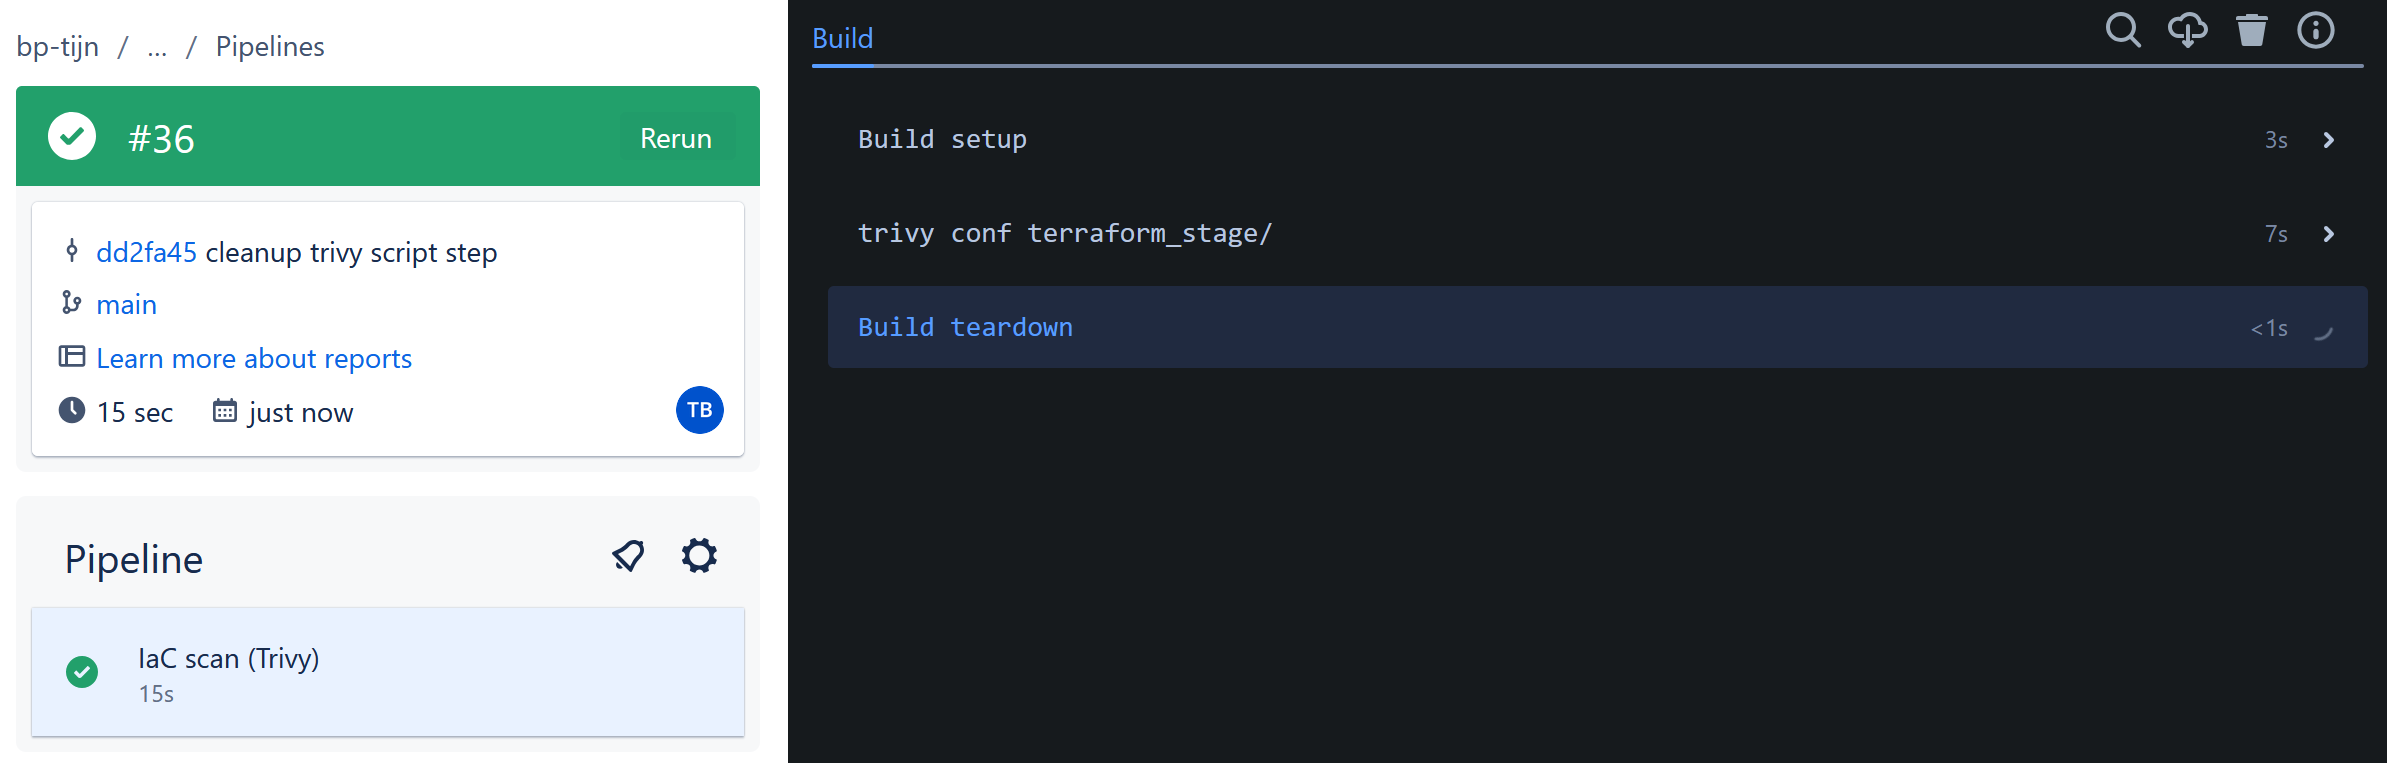 bp-tijn / ... / Pipelines
#36
Rerun
dd2fa45 cleanup trivy script step
main
Learn more about reports
15 sec just now
TB
Pipeline
IaC scan (Trivy)
15s
Build
Build setup 3s
trivy conf terraform_stage/ 7s
Build teardown <1s